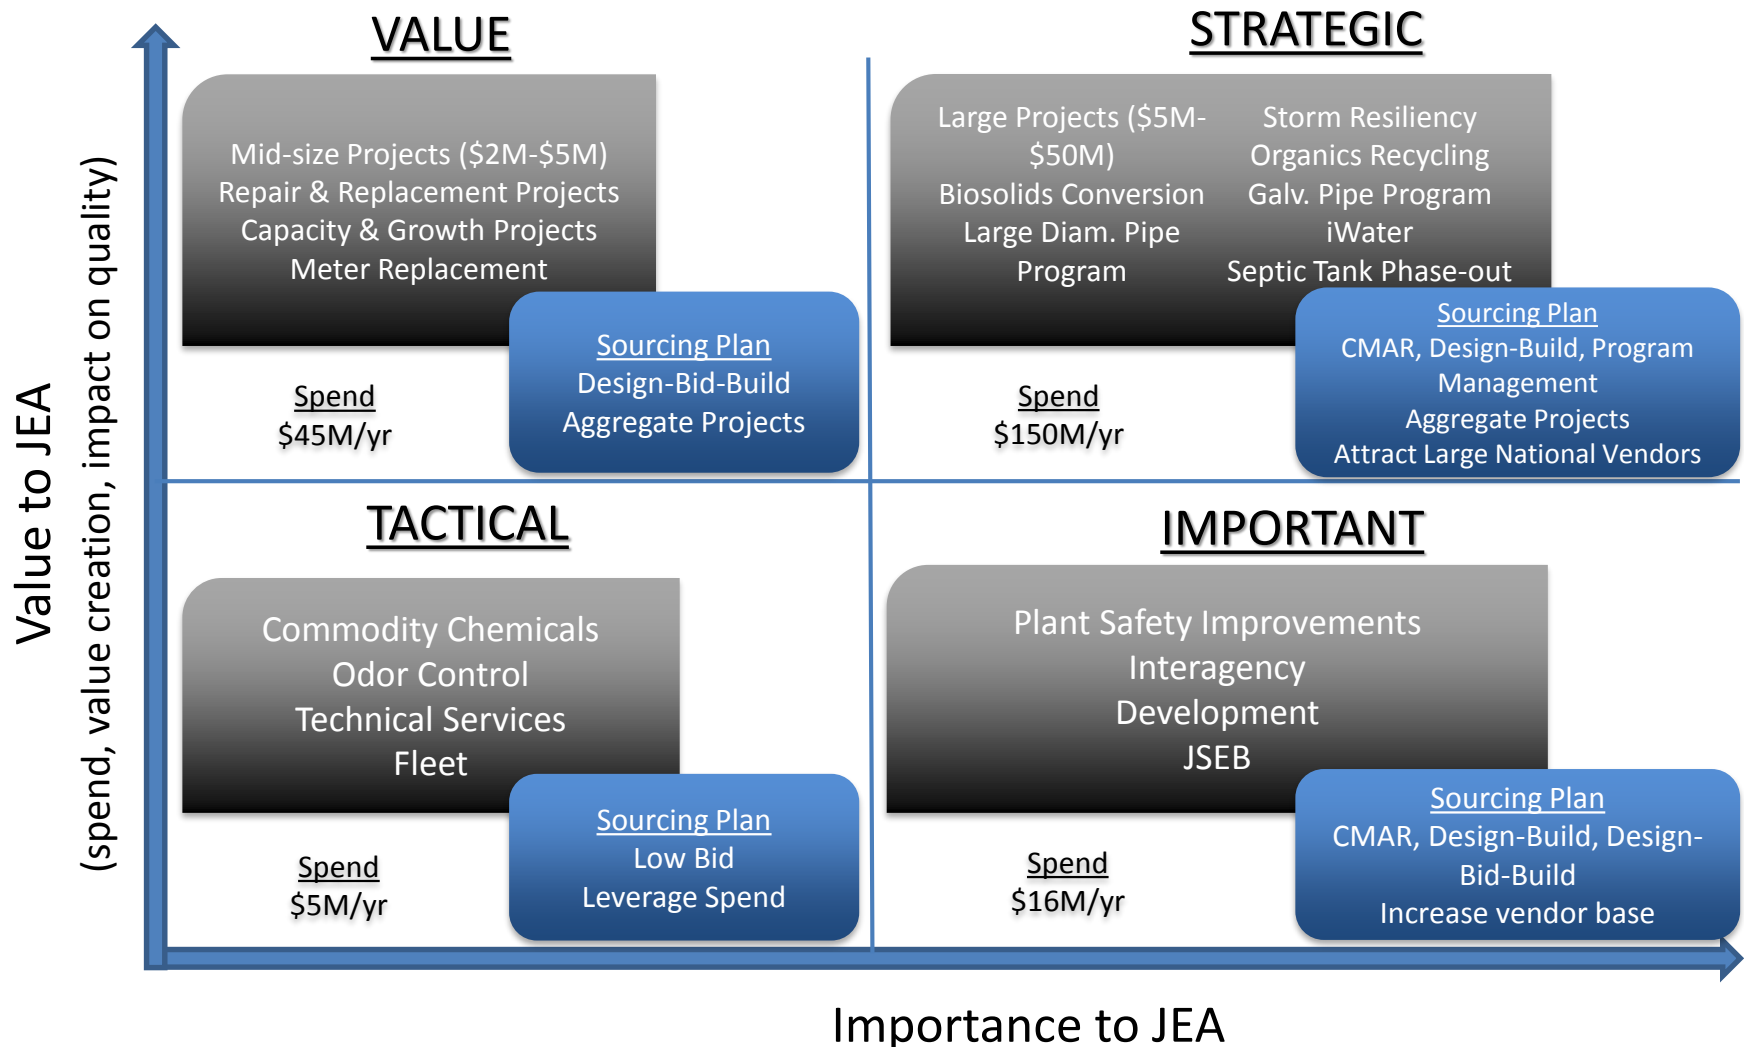 VALUE
Mid-size Projects ($2M-$5M)
Repair & Replacement Projects
Capacity & Growth Projects
Meter Replacement
Sourcing Plan
Design-Bid-Build
Aggregate Projects
Spend
$45M/yr
STRATEGIC
Large Projects ($5M-
$50M)
Biosolids Conversion
Large Diam. Pipe
Program
Storm Resiliency
Organics Recycling
Galv. Pipe Program
iWater
Septic Tank Phase-out
Sourcing Plan
CMAR, Design-Build, Program
Management
Aggregate Projects
Attract Large National Vendors
Spend
$150M/yr
Value to JEA
(spend, value creation, impact on quality)
TACTICAL
Commodity Chemicals
Odor Control
Technical Services
Fleet
Sourcing Plan
Low Bid
Leverage Spend
Spend
$5M/yr
IMPORTANT
Plant Safety Improvements
Interagency
Development
JSEB
Sourcing Plan
CMAR, Design-Build, Design-
Bid-Build
Increase vendor base
Spend
$16M/yr
Importance to JEA